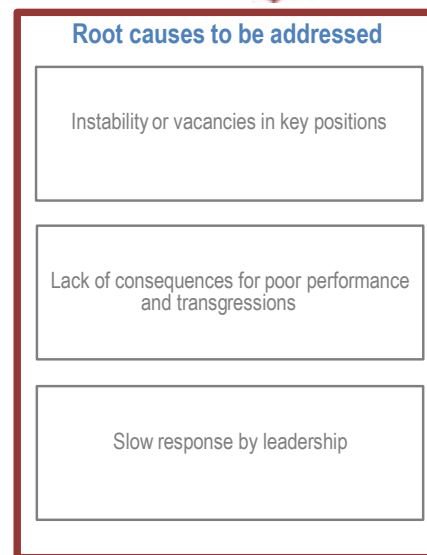 Root causes to be addressed
Instability or vacancies in key positions
Lack of consequences for poor performance
and transgressions
Slow response by leadership